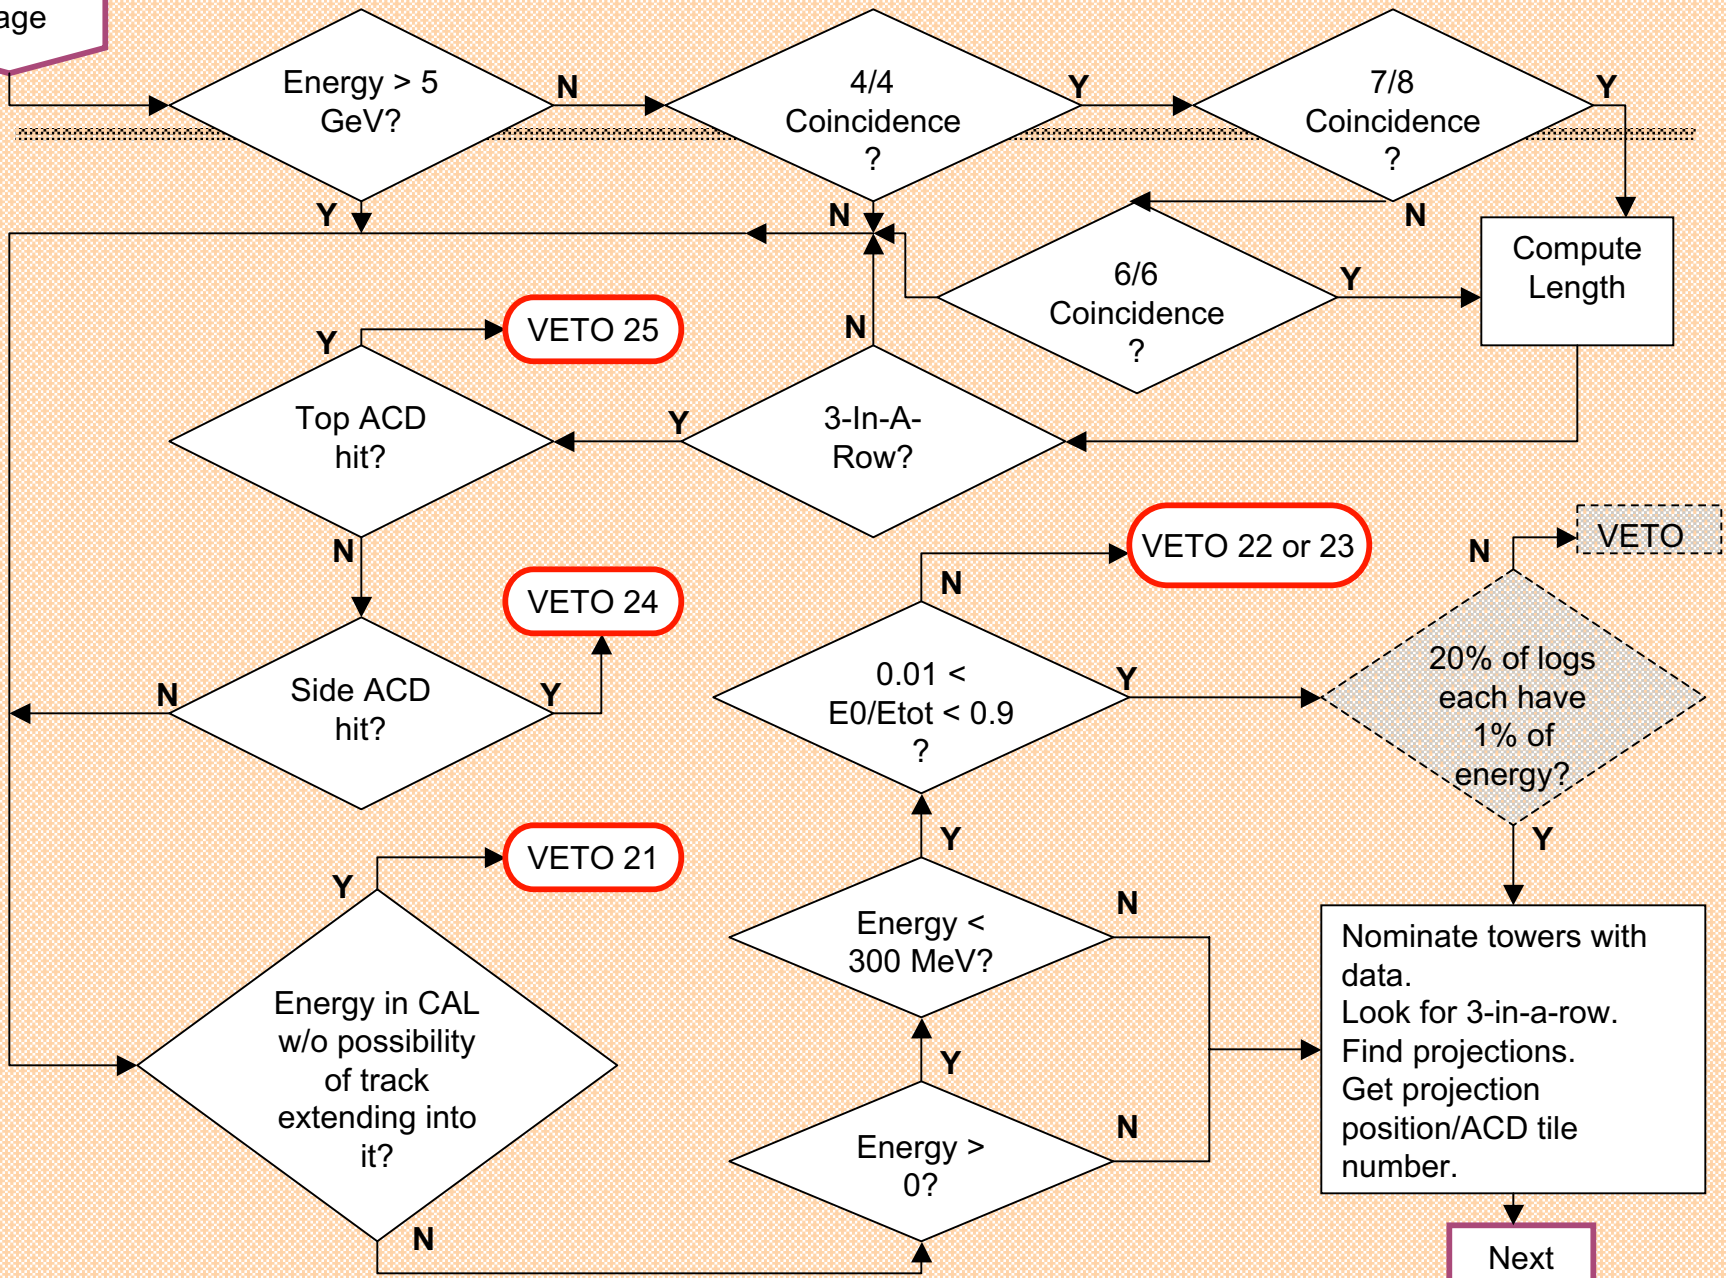 age
Energy > 5
GeV?
N
Y
4/4
Coincidence
?
Y
N
7/8
Coincidence
?
Y
N
6/6
Coincidence
?
Y
Compute
Length
3-In-A-
Row?
N
Y
Top ACD
hit?
Y
VETO 25
N
Side ACD
hit?
Y
VETO 24
N
Energy in CAL
w/o possibility
of track
extending into
it?
Y
VETO 21
N
Energy >
0?
Y
N
Energy <
300 MeV?
Y
N
0.01 <
E0/Etot < 0.9
?
N
VETO 22 or 23
Y
20% of logs
each have
1% of
energy?
N
VETO
Y
Nominate towers with
data.
Look for 3-in-a-row.
Find projections.
Get projection
position/ACD tile
number.
Next